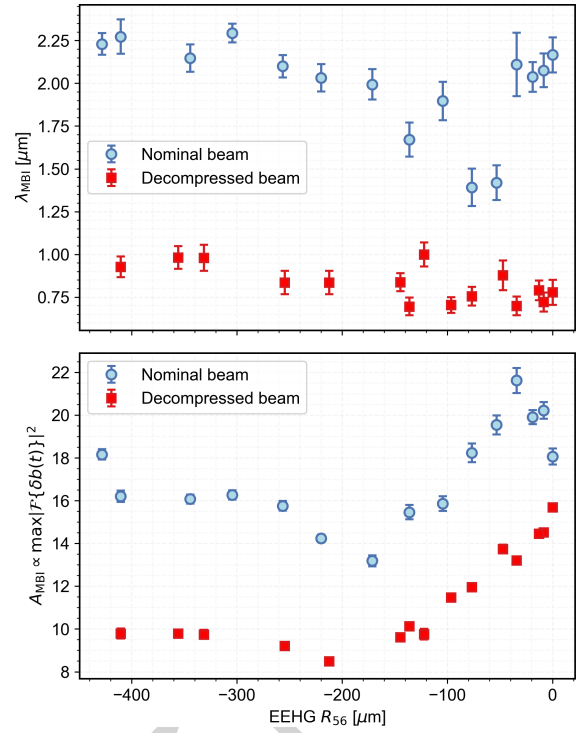 2.25
2.00
1.75
1.50
1.25
1.00
0.75
λ_MBI [μm]
Nominal beam
Decompressed beam
22
20
18
16
14
12
10
8
A_MBI ∝ max|ℱ{δb(t)}|²
Nominal beam
Decompressed beam
−400
−300
−200
−100
0
EEHG R₅₆ [μm]